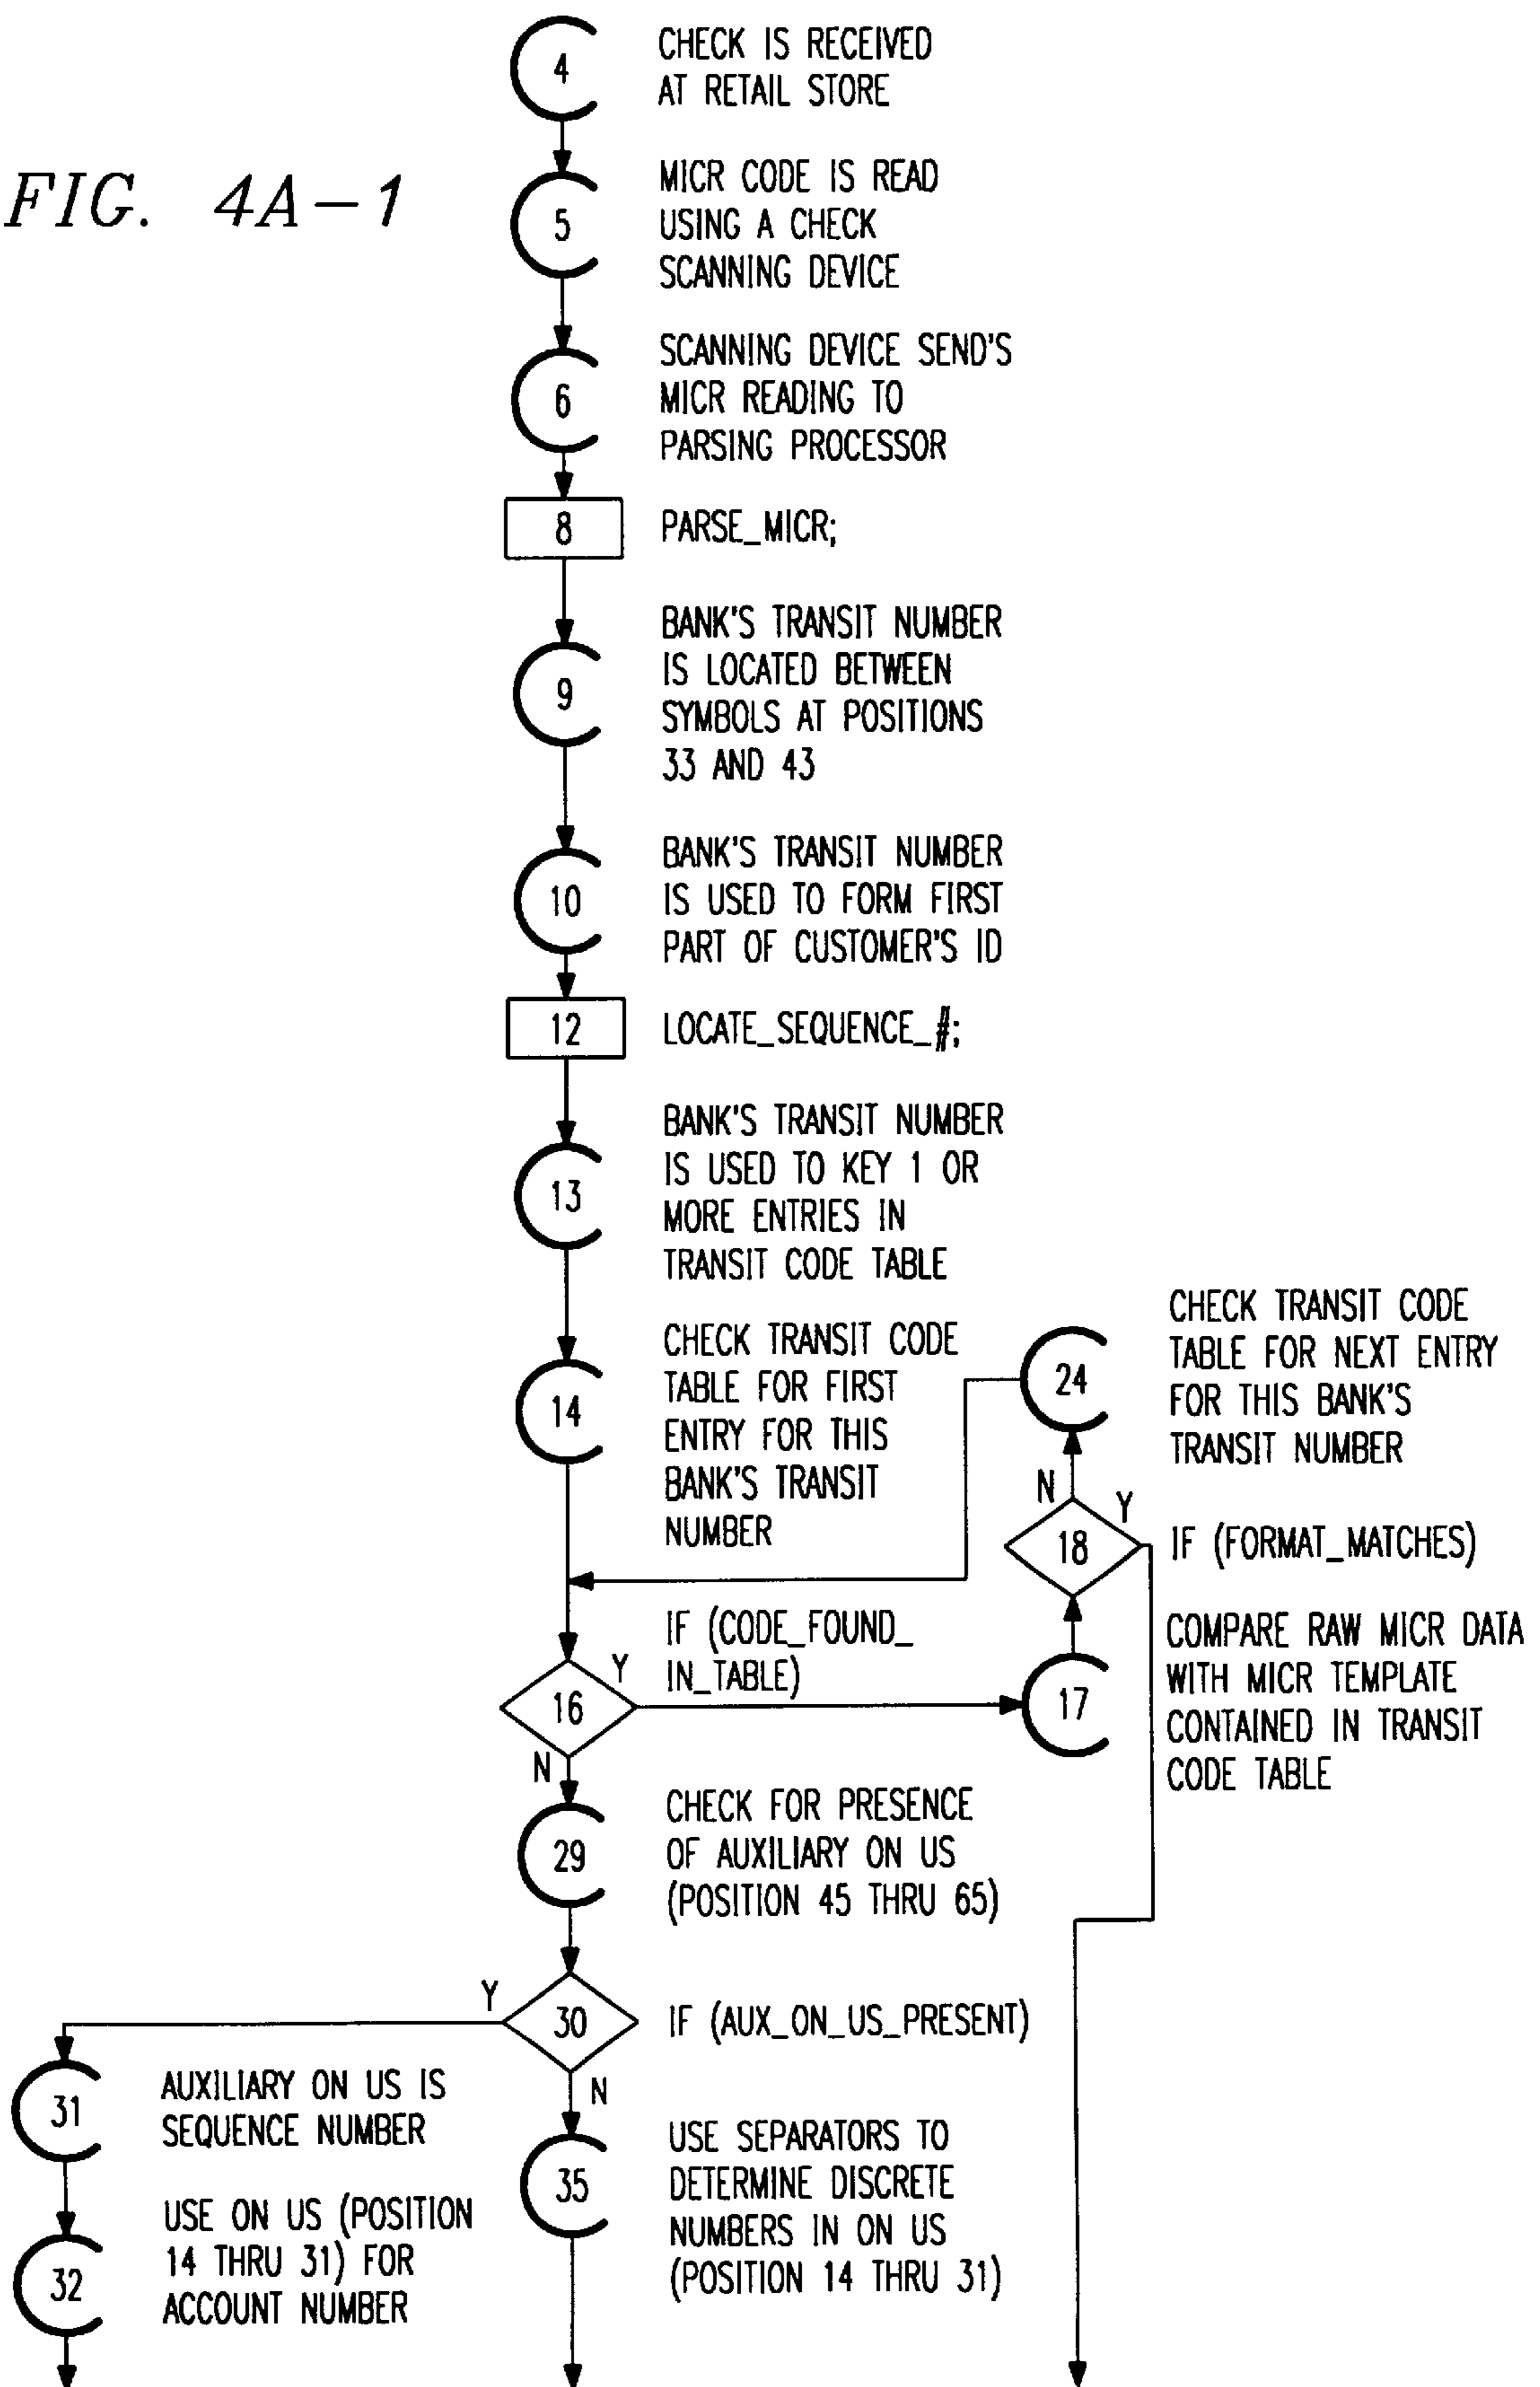 FIG. 4A-1
4
CHECK IS RECEIVED
AT RETAIL STORE
5
MICR CODE IS READ
USING A CHECK
SCANNING DEVICE
6
SCANNING DEVICE SEND'S
MICR READING TO
PARSING PROCESSOR
8
PARSE_MICR;
9
BANK'S TRANSIT NUMBER
IS LOCATED BETWEEN
SYMBOLS AT POSITIONS
33 AND 43
10
BANK'S TRANSIT NUMBER
IS USED TO FORM FIRST
PART OF CUSTOMER'S ID
12
LOCATE_SEQUENCE_#;
13
BANK'S TRANSIT NUMBER
IS USED TO KEY 1 OR
MORE ENTRIES IN
TRANSIT CODE TABLE
14
CHECK TRANSIT CODE
TABLE FOR FIRST
ENTRY FOR THIS
BANK'S TRANSIT
NUMBER
24
CHECK TRANSIT CODE
TABLE FOR NEXT ENTRY
FOR THIS BANK'S
TRANSIT NUMBER
N
Y
18
IF (FORMAT_MATCHES)
IF (CODE_FOUND_
IN_TABLE)
Y
16
N
17
COMPARE RAW MICR DATA
WITH MICR TEMPLATE
CONTAINED IN TRANSIT
CODE TABLE
29
CHECK FOR PRESENCE
OF AUXILIARY ON US
(POSITION 45 THRU 65)
Y
30
IF (AUX_ON_US_PRESENT)
N
31
AUXILIARY ON US IS
SEQUENCE NUMBER
32
USE ON US (POSITION
14 THRU 31) FOR
ACCOUNT NUMBER
35
USE SEPARATORS TO
DETERMINE DISCRETE
NUMBERS IN ON US
(POSITION 14 THRU 31)